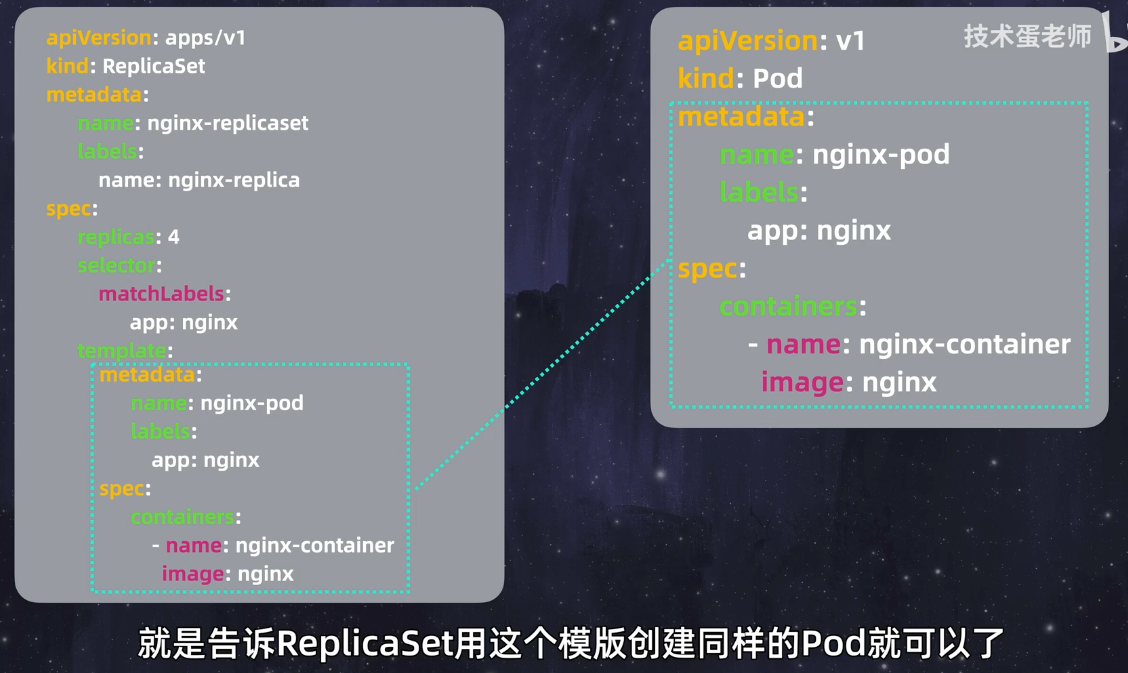 apiVersion: apps/v1
kind: ReplicaSet
metadata:
name: nginx-replicaset
labels:
name: nginx-replica
spec:
replicas: 4
selector:
matchLabels:
app: nginx
template:
metadata:
name: nginx-pod
labels:
app: nginx
spec:
containers:
- name: nginx-container
image: nginx
技术蛋老师
apiVersion: v1
kind: Pod
metadata:
name: nginx-pod
labels:
app: nginx
spec:
containers:
- name: nginx-container
image: nginx
就是告诉ReplicaSet用这个模版创建同样的Pod就可以了